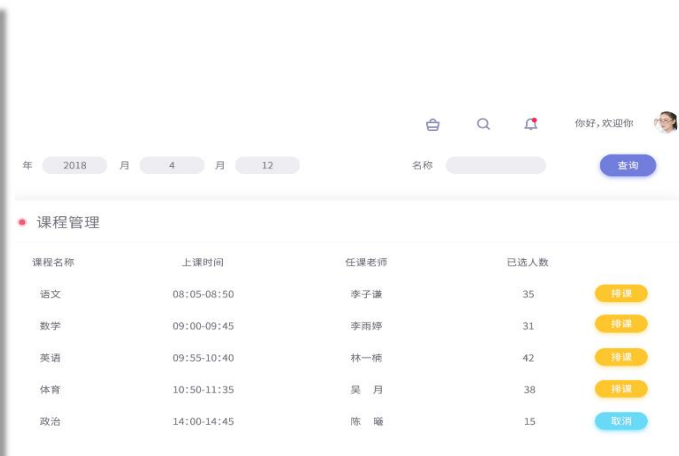 你好,欢迎你
年 2018 月 4 月 12 名称 查询
课程管理
课程名称 上课时间 任课老师 已选人数
语文 08:05-08:50 李子谦 35 排课
数学 09:00-09:45 李雨婷 31 排课
英语 09:55-10:40 林一楠 42 排课
体育 10:50-11:35 吴 月 38 排课
政治 14:00-14:45 陈 曦 15 取消